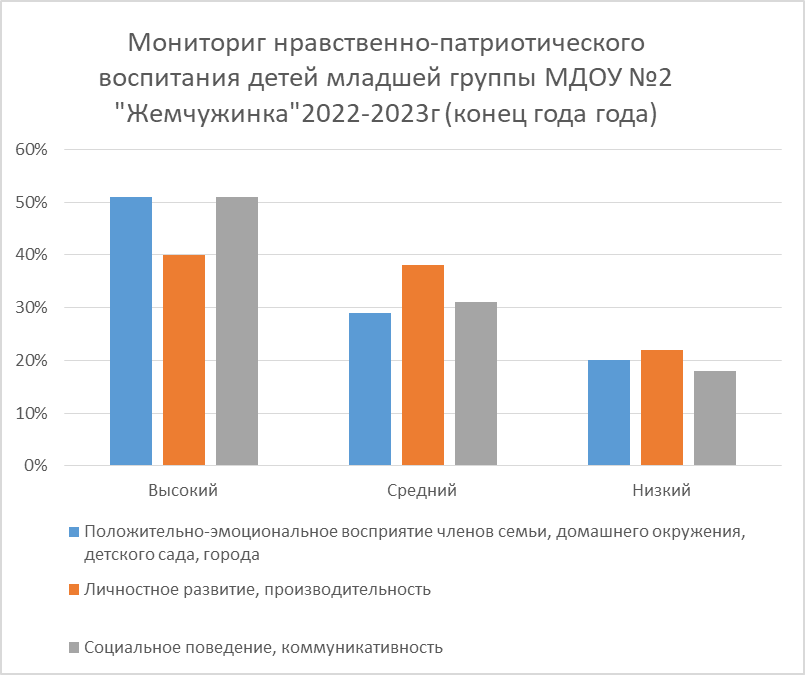 Мониториг нравственно-патриотического
воспитания детей младшей группы МДОУ №2
"Жемчужинка"2022-2023г (конец года года)
60%
50%
40%
30%
20%
10%
0%
Высокий
Средний
Низкий
Положительно-эмоциональное восприятие членов семьи, домашнего окружения,
детского сада, города
Личностное развитие, производительность
Социальное поведение, коммуникативность